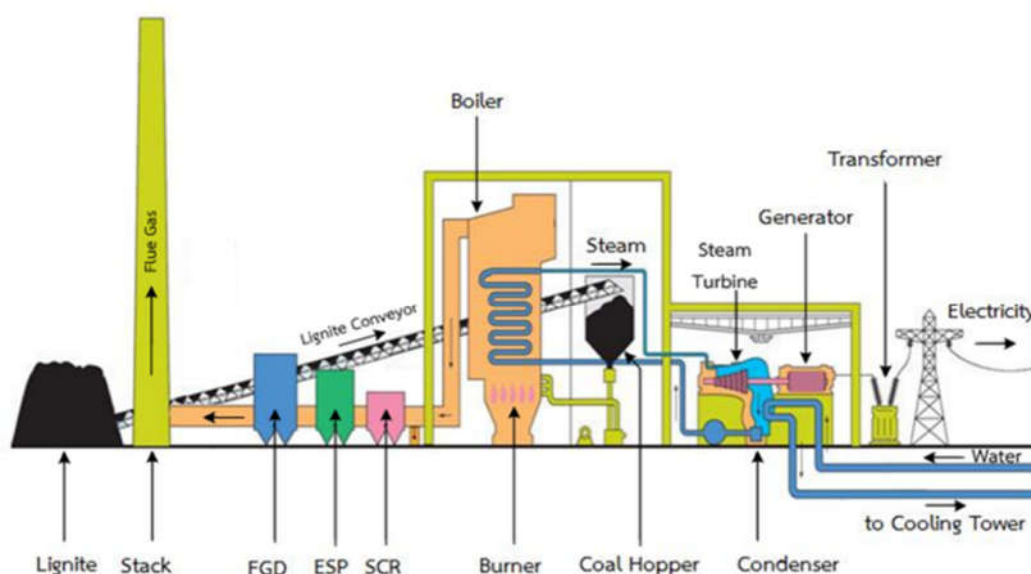 Boiler
Transformer
Generator
Flue Gas
Steam
Steam
Turbine
Lignite Conveyor
Electricity
Water
to Cooling Tower
Lignite
Stack
FGD
ESP
SCR
Burner
Coal Hopper
Condenser